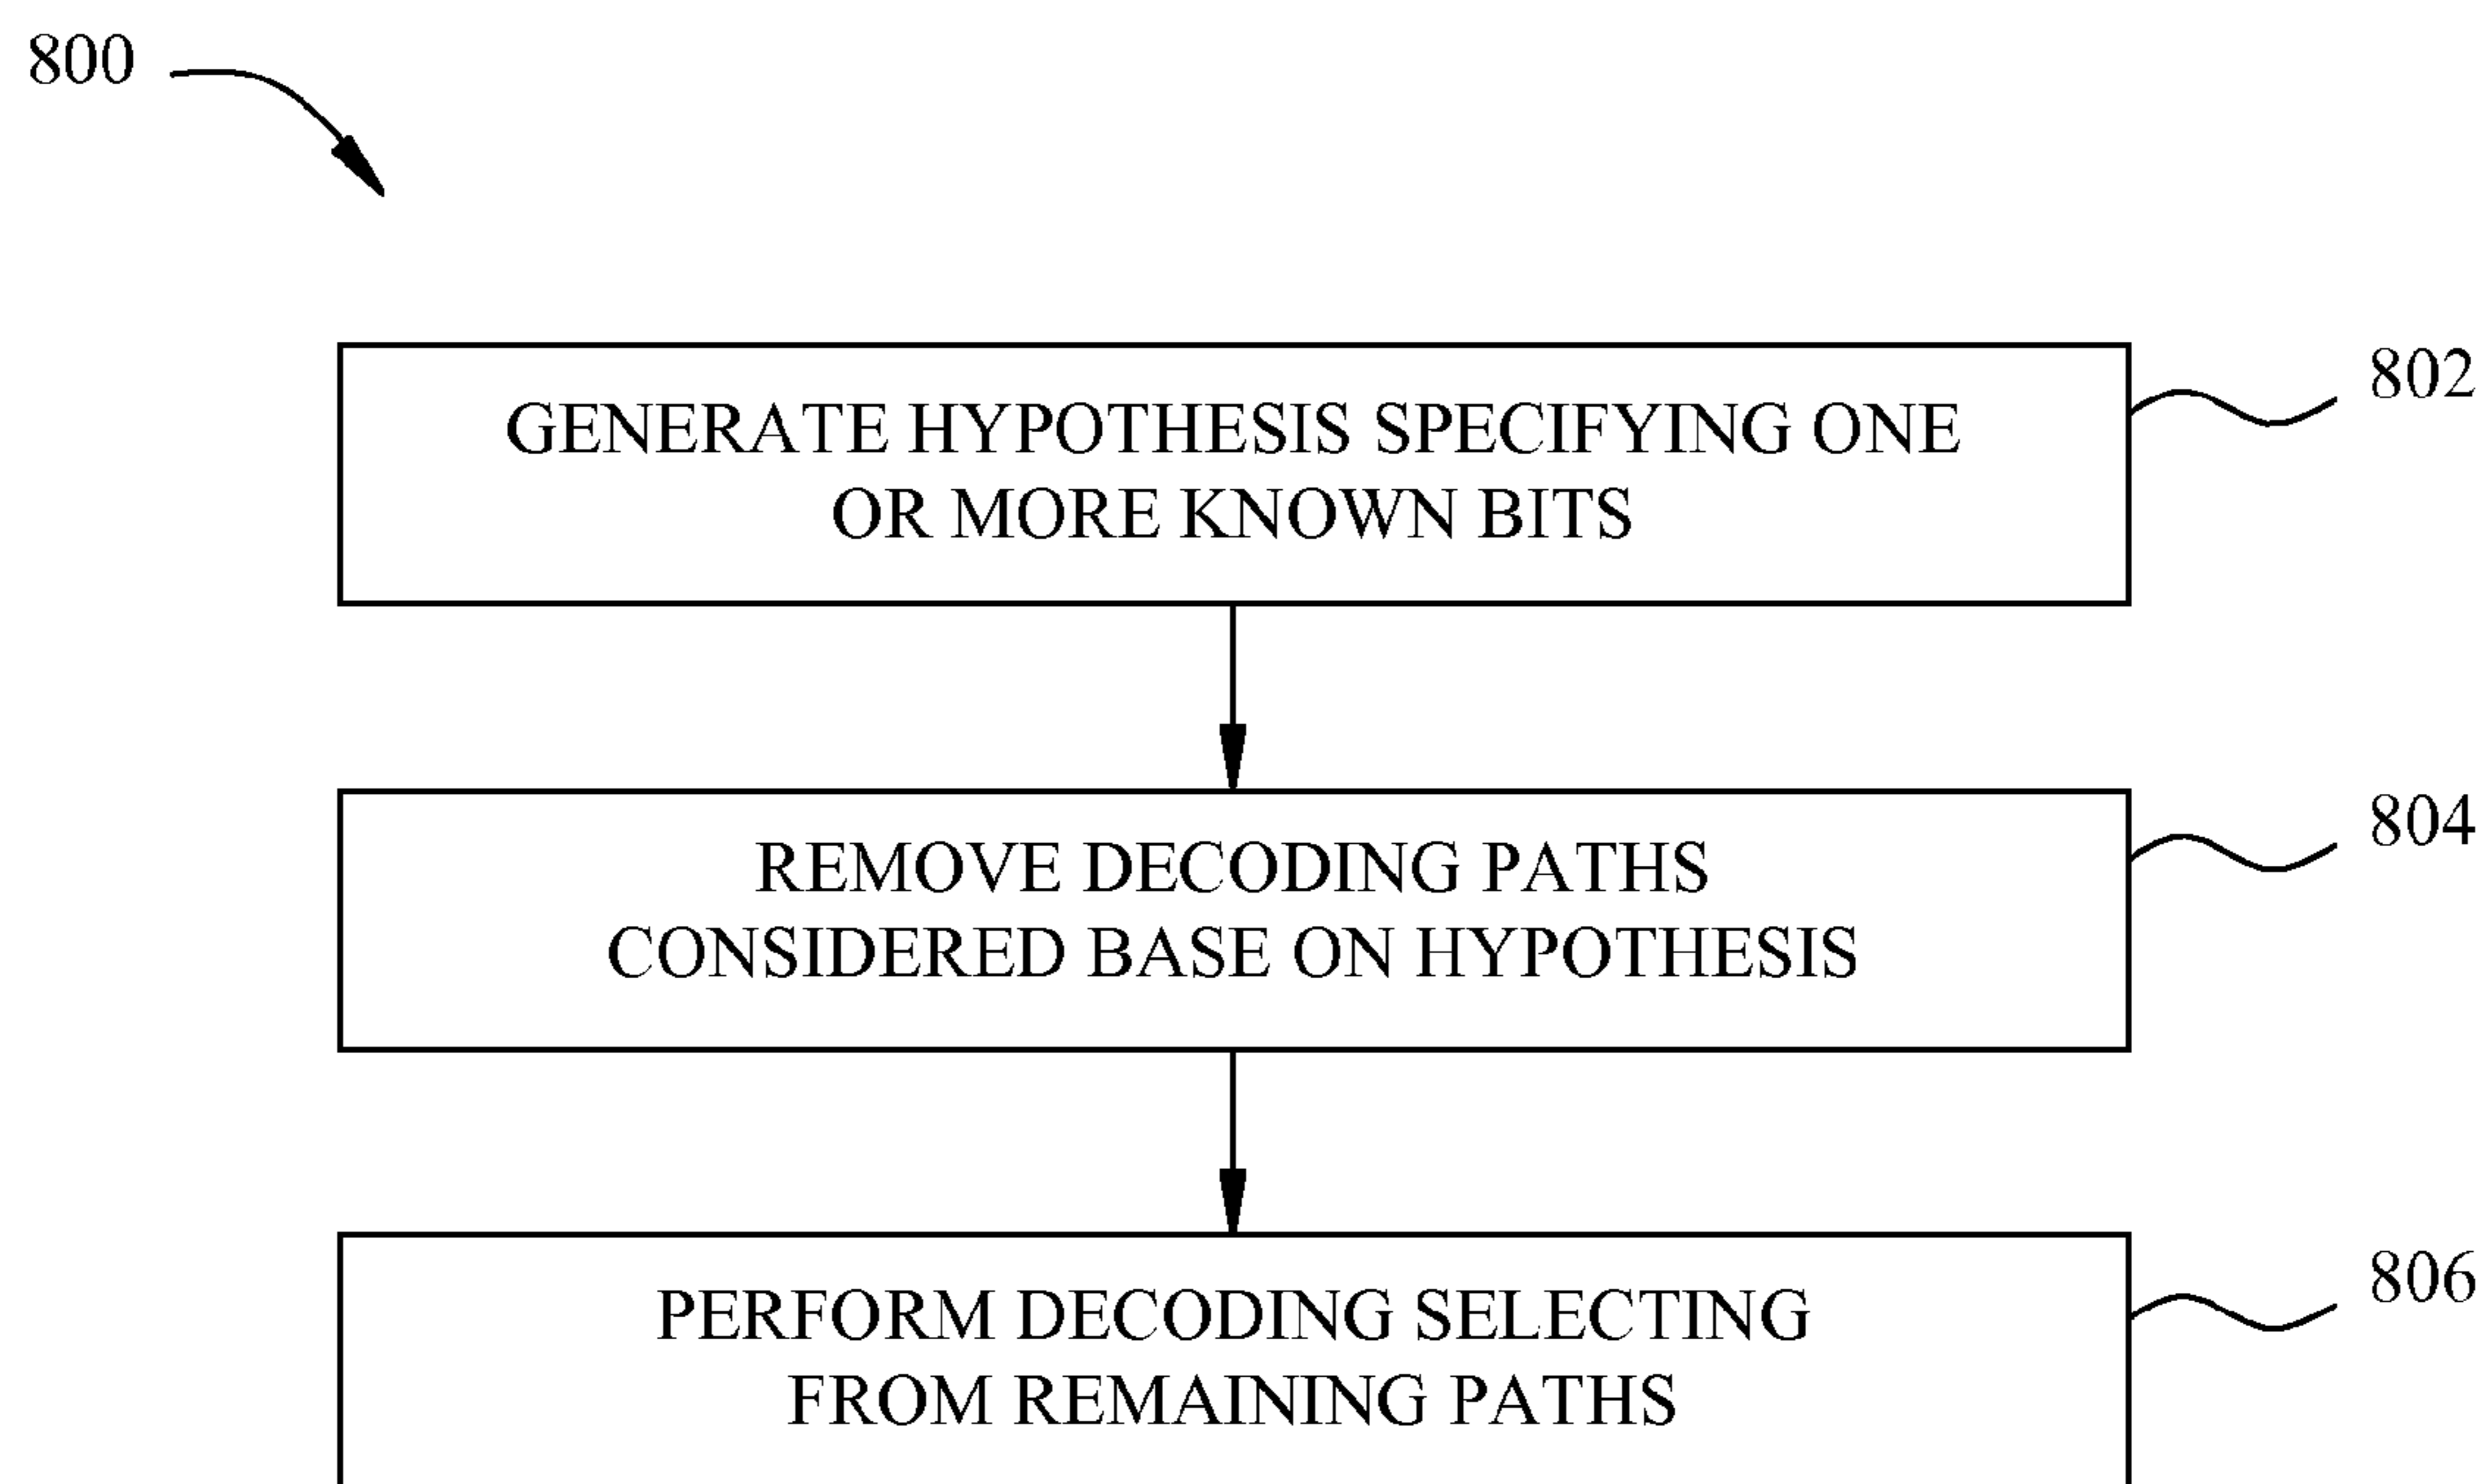 800
GENERATE HYPOTHESIS SPECIFYING ONE
OR MORE KNOWN BITS
802
REMOVE DECODING PATHS
CONSIDERED BASE ON HYPOTHESIS
804
PERFORM DECODING SELECTING
FROM REMAINING PATHS
806